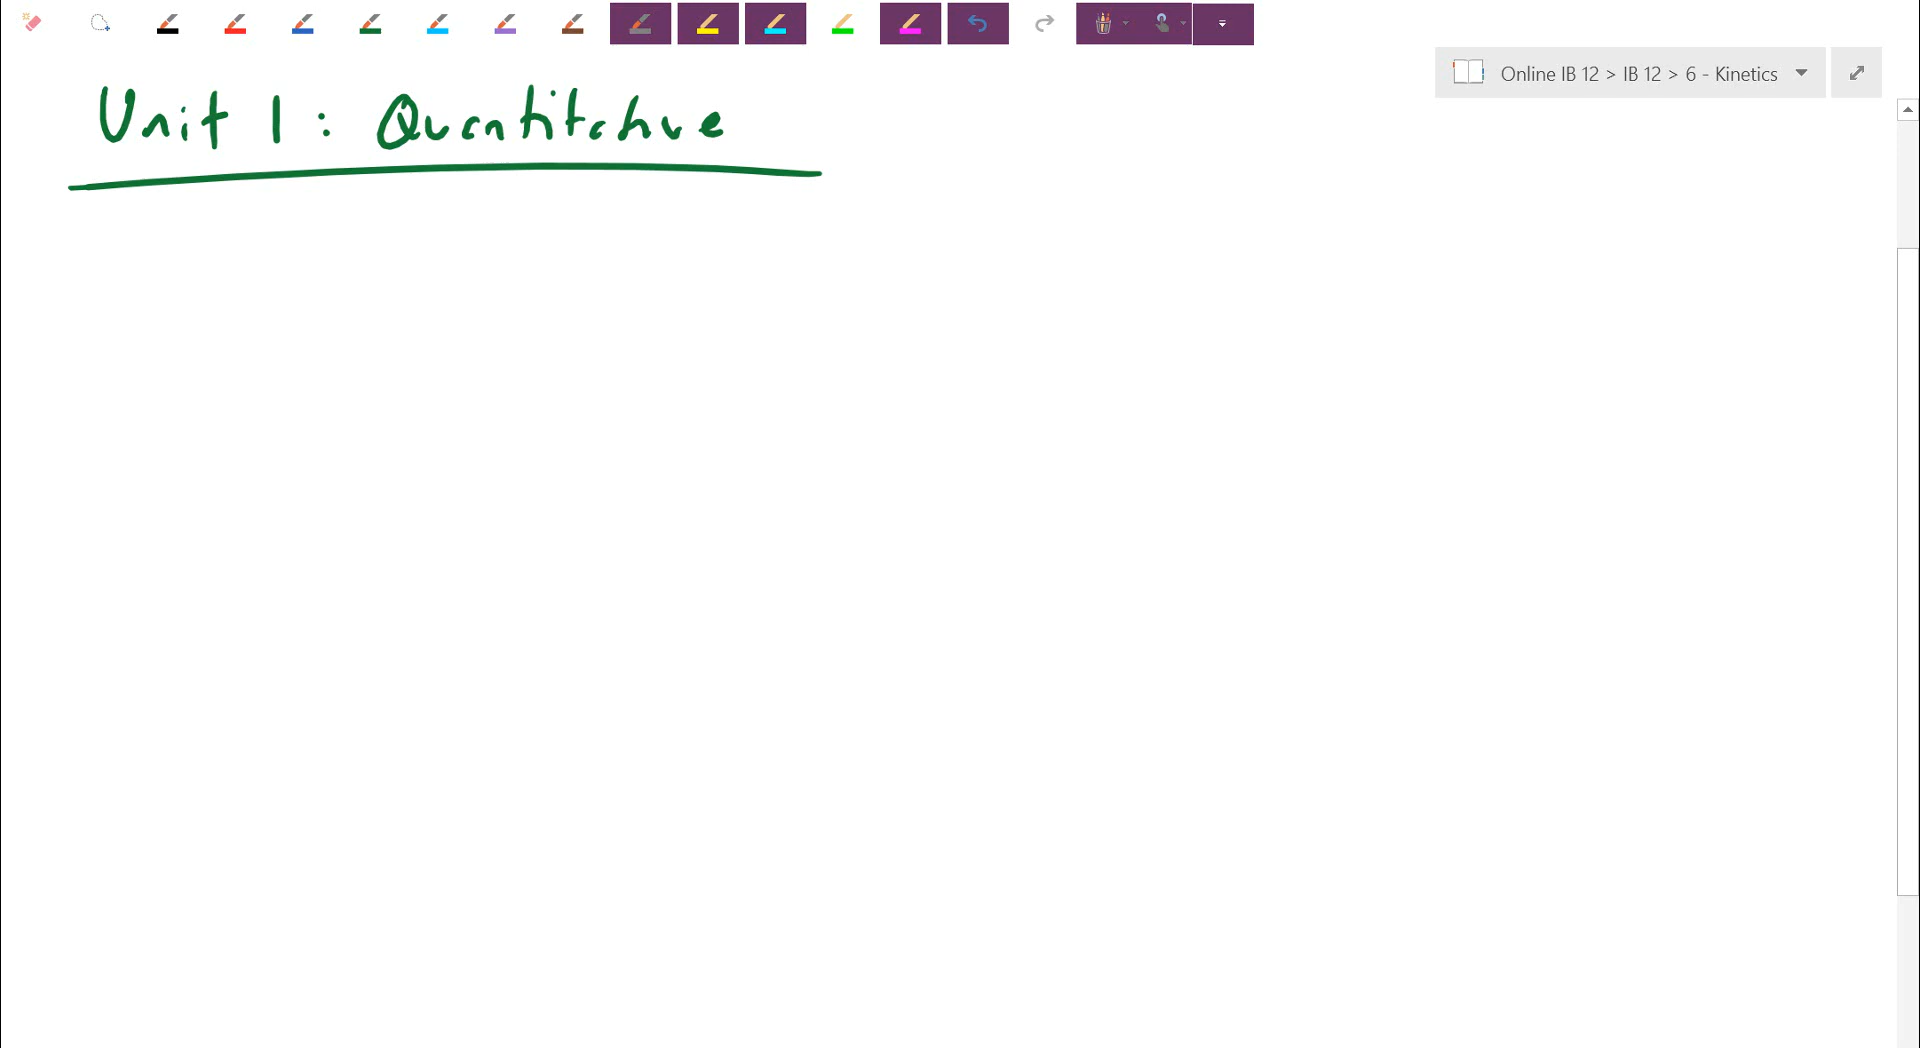 Online IB 12 > IB 12 > 6 - Kinetics
Unit 1 : Quantitative